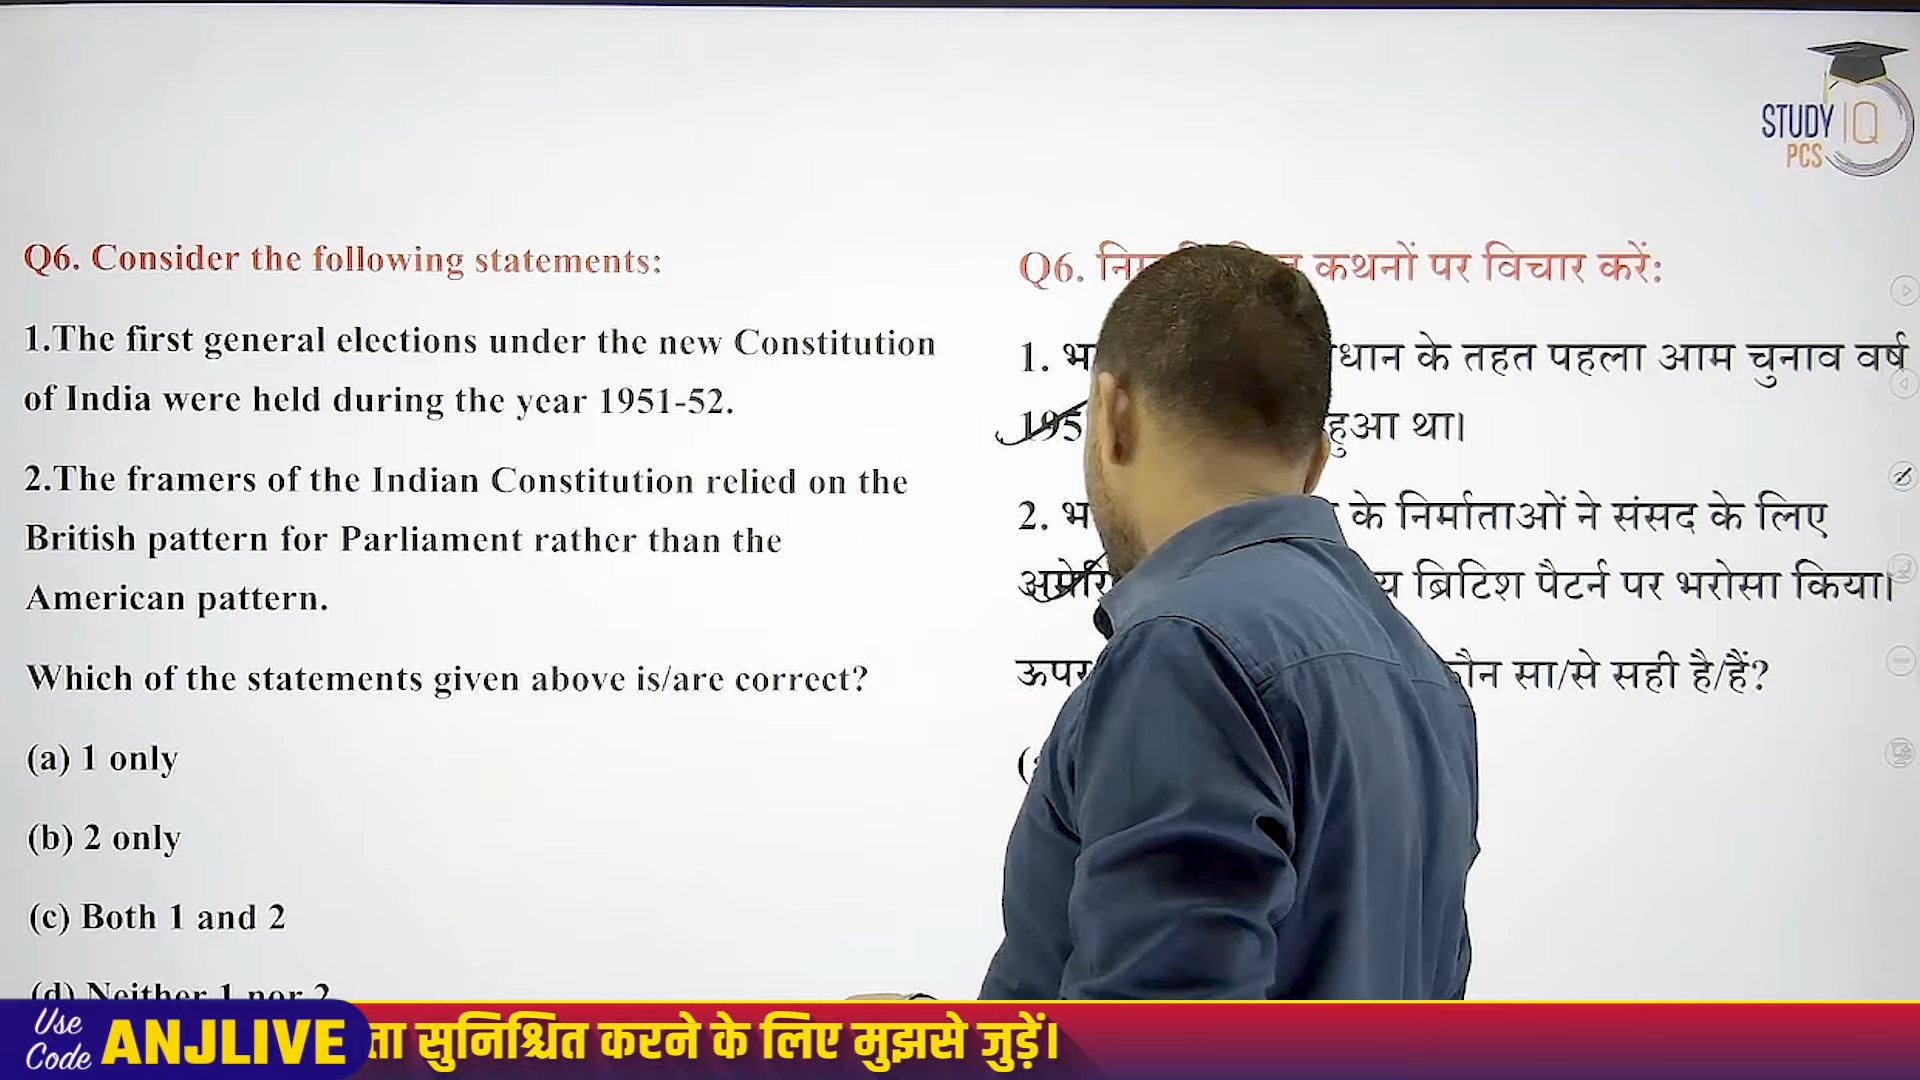 STUDY IQ
PCS
Q6. Consider the following statements:
1.The first general elections under the new Constitution
of India were held during the year 1951-52.
2.The framers of the Indian Constitution relied on the
British pattern for Parliament rather than the
American pattern.
Which of the statements given above is/are correct?
(a) 1 only
(b) 2 only
(c) Both 1 and 2
(d) Neither 1 nor 2
Q6. कथनों पर विचार करें:
1. के तहत पहला आम चुनाव वर्ष
हुआ था।
2. के निर्माताओं ने संसद के लिए
ब्रिटिश पैटर्न पर भरोसा किया।
सा/से सही है/हैं?
Use
Code ANJLIVE
सुनिश्चित करने के लिए मुझसे जुड़ें।